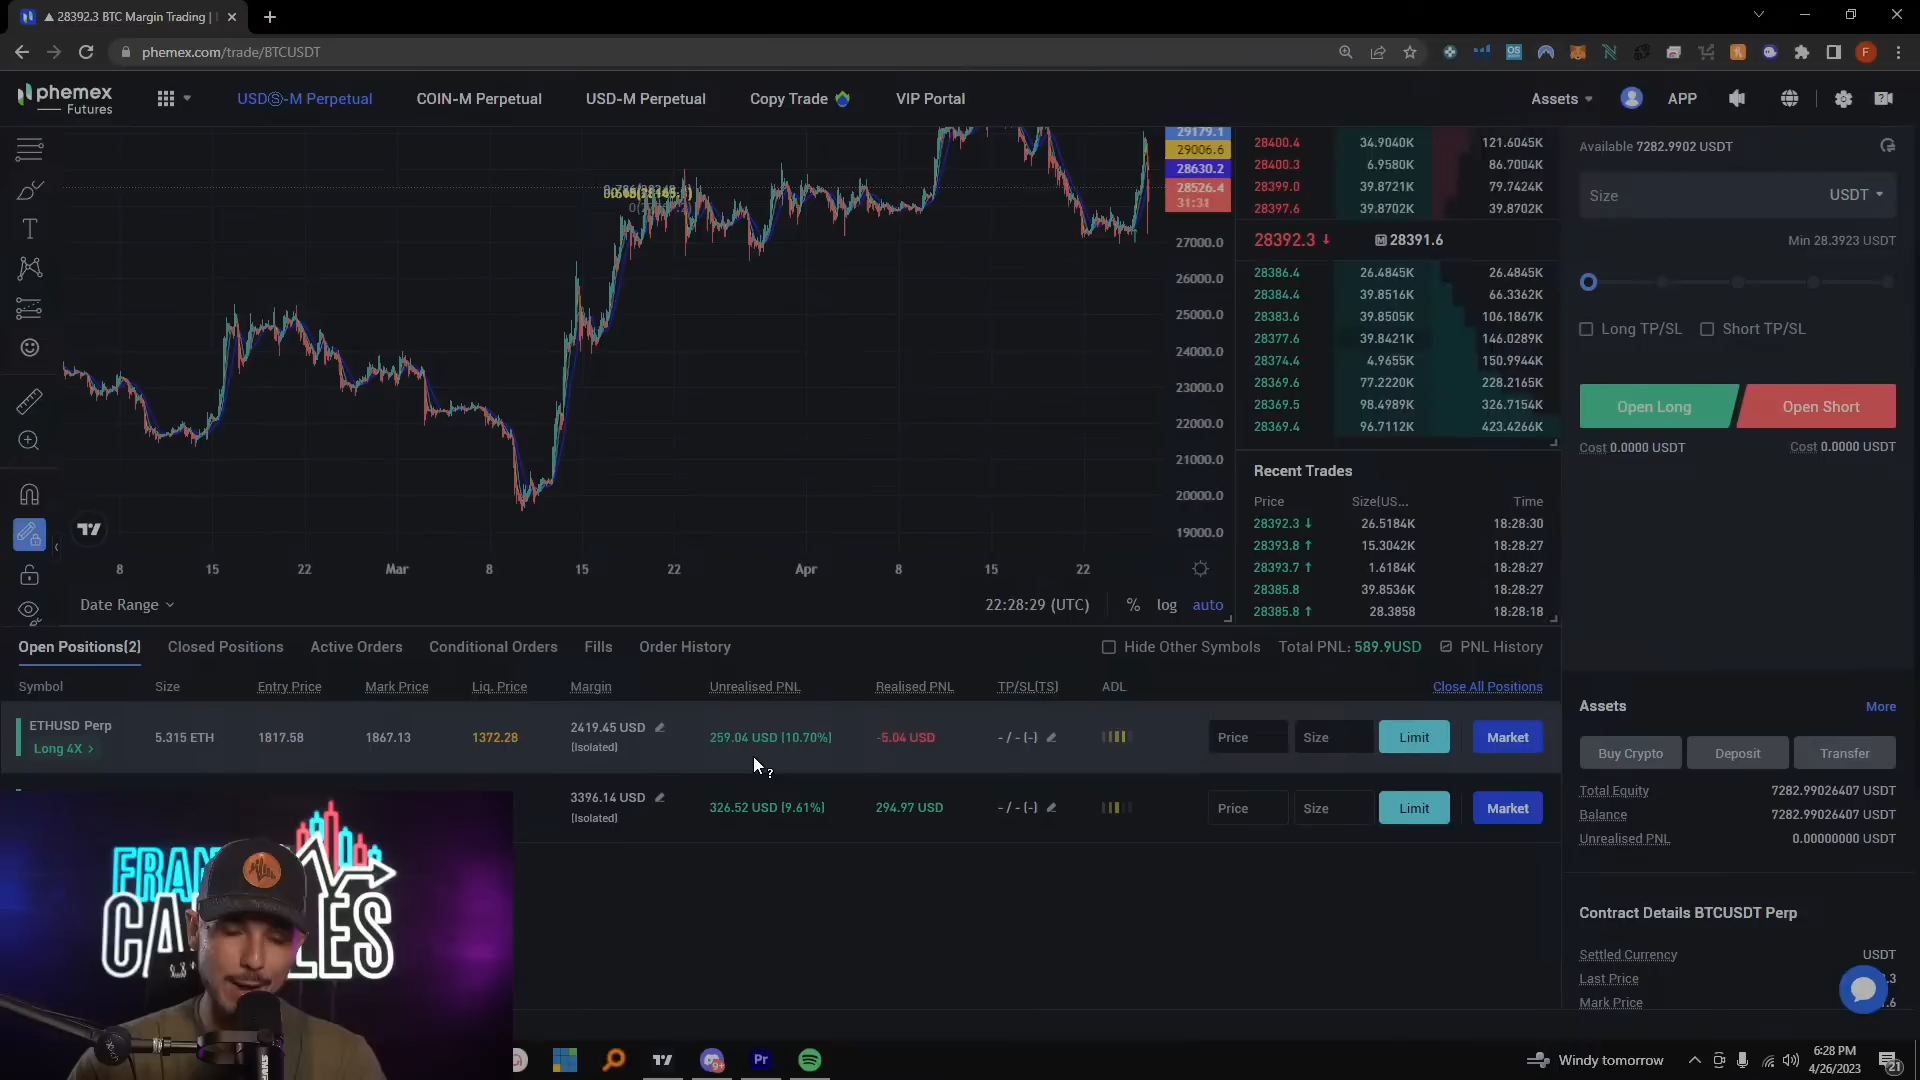 ▲ 28392.3 BTC Margin Trading |
phemex.com/trade/BTCUSDT
phemex
Futures
USDⓈ-M Perpetual
COIN-M Perpetual
USD-M Perpetual
Copy Trade
VIP Portal
Assets
APP
29179.1
29006.6
28630.2
28526.4
31:31
27000.0
26000.0
25000.0
24000.0
23000.0
22000.0
21000.0
20000.0
19000.0
8 15 22 Mar 8 15 22 Apr 8 15 22
Date Range
22:28:29 (UTC)
% log auto
28400.4 34.9040K 121.6045K
28400.3 6.9580K 86.7004K
28399.0 39.8721K 79.7424K
28397.6 39.8702K 39.8702K
28392.3 ↓ M 28391.6
28386.4 26.4845K 26.4845K
28384.4 39.8516K 66.3362K
28383.6 39.8505K 106.1867K
28377.6 39.8421K 146.0289K
28374.4 4.9655K 150.9944K
28369.6 77.2220K 228.2165K
28369.5 98.4989K 326.7154K
28369.4 96.7112K 423.4266K
Recent Trades
Price Size(US... Time
28392.3 ↓ 26.5184K 18:28:30
28393.8 ↑ 15.3042K 18:28:27
28393.7 ↑ 1.6184K 18:28:27
28385.8 39.8536K 18:28:27
28385.8 ↑ 28.3858 18:28:18
Available 7282.9902 USDT
Size USDT
Min 28.3923 USDT
Long TP/SL Short TP/SL
Open Long
Open Short
Cost 0.0000 USDT
Cost 0.0000 USDT
Open Positions(2)
Closed Positions
Active Orders
Conditional Orders
Fills
Order History
Hide Other Symbols
Total PNL: 589.9USD
PNL History
Symbol Size Entry Price Mark Price Liq. Price Margin Unrealised PNL Realised PNL TP/SL(TS) ADL Close All Positions
ETHUSD Perp
Long 4X >
5.315 ETH 1817.58 1867.13 1372.28
2419.45 USD
(Isolated)
259.04 USD (10.70%)
-5.04 USD
- / - (-)
Price Size Limit Market
3396.14 USD
(Isolated)
326.52 USD (9.61%)
294.97 USD
- / - (-)
Price Size Limit Market
Assets More
Buy Crypto
Deposit
Transfer
Total Equity 7282.99026407 USDT
Balance 7282.99026407 USDT
Unrealised PNL 0.00000000 USDT
Contract Details BTCUSDT Perp
Settled Currency USDT
Last Price
Mark Price
Pr
Windy tomorrow
6:28 PM
4/26/2023
21